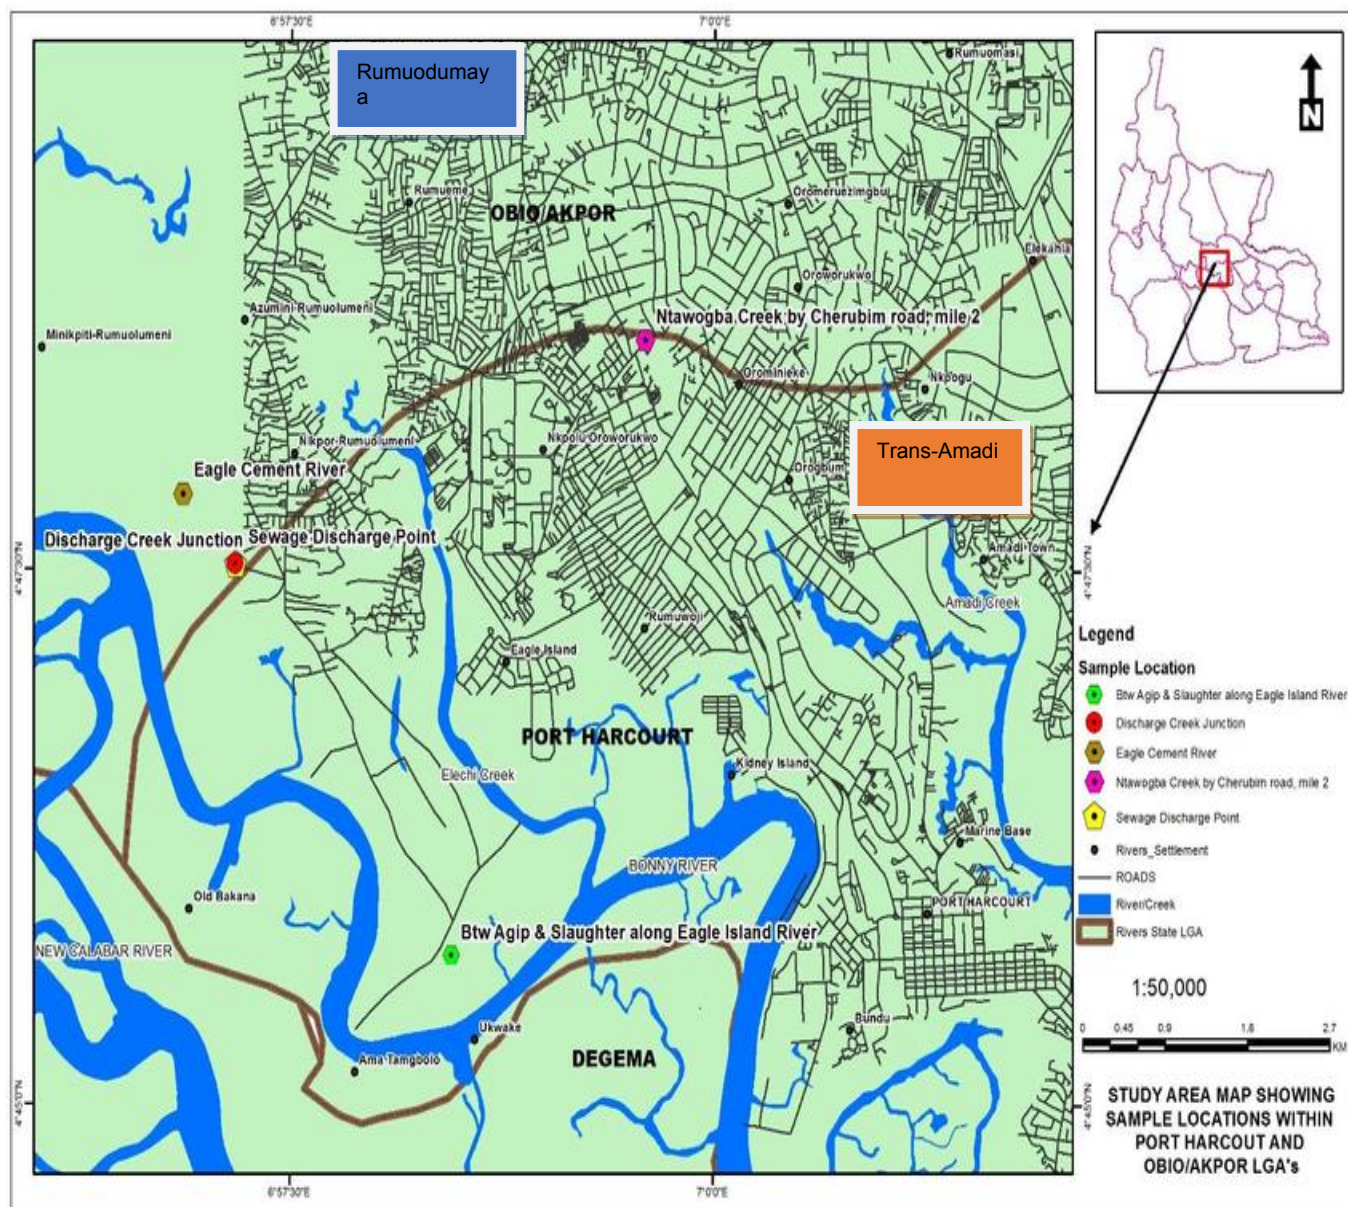 6°57'30"E
7°0'0"E
Rumuodumay
a
Rumuomasi
N
Rumueme
OBIO/AKPOR
Oromeruezimgbu
Elekahia
Oroworukwo
Azumini-Rumuolumeni
Ntawogba Creek by Cherubim road, mile 2
Minikpiti-Rumuolumeni
Orominieke
Nkpogu
Nkpor-Rumuolumeni
Nkpolu-Oroworukwo
Trans-Amadi
Orogbum
Eagle Cement River
Discharge Creek Junction
Sewage Discharge Point
4°47'30"N
4°47'30"N
Amadi Town
Amadi Creek
Rumuwoji
Eagle Island
PORT HARCOURT
Elechi Creek
Kidney Island
Marine Base
BONNY RIVER
Old Bakana
PORT HARCOURT
Btw Agip & Slaughter along Eagle Island River
NEW CALABAR RIVER
Ukwake
Bundu
Ama Tamgbolo
DEGEMA
4°45'0"N
4°45'0"N
6°57'30"E
7°0'0"E
Legend
Sample Location
Btw Agip & Slaughter along Eagle Island River
Discharge Creek Junction
Eagle Cement River
Ntawogba Creek by Cherubim road, mile 2
Sewage Discharge Point
Rivers_Settlement
ROADS
River/Creek
Rivers State LGA
1:50,000
0 0.45 0.9 1.8 2.7
KM
STUDY AREA MAP SHOWING
SAMPLE LOCATIONS WITHIN
PORT HARCOUT AND
OBIO/AKPOR LGA's